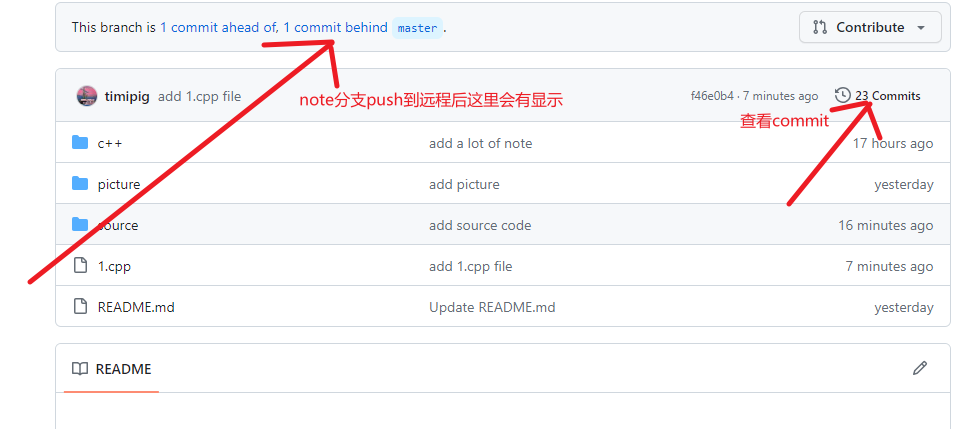 This branch is 1 commit ahead of, 1 commit behind master .
Contribute
timipig add 1.cpp file
f46e0b4 · 7 minutes ago
23 Commits
note分支push到远程后这里会有显示
查看commit
c++ add a lot of note 17 hours ago
picture add picture yesterday
source add source code 16 minutes ago
1.cpp add 1.cpp file 7 minutes ago
README.md Update README.md yesterday
README